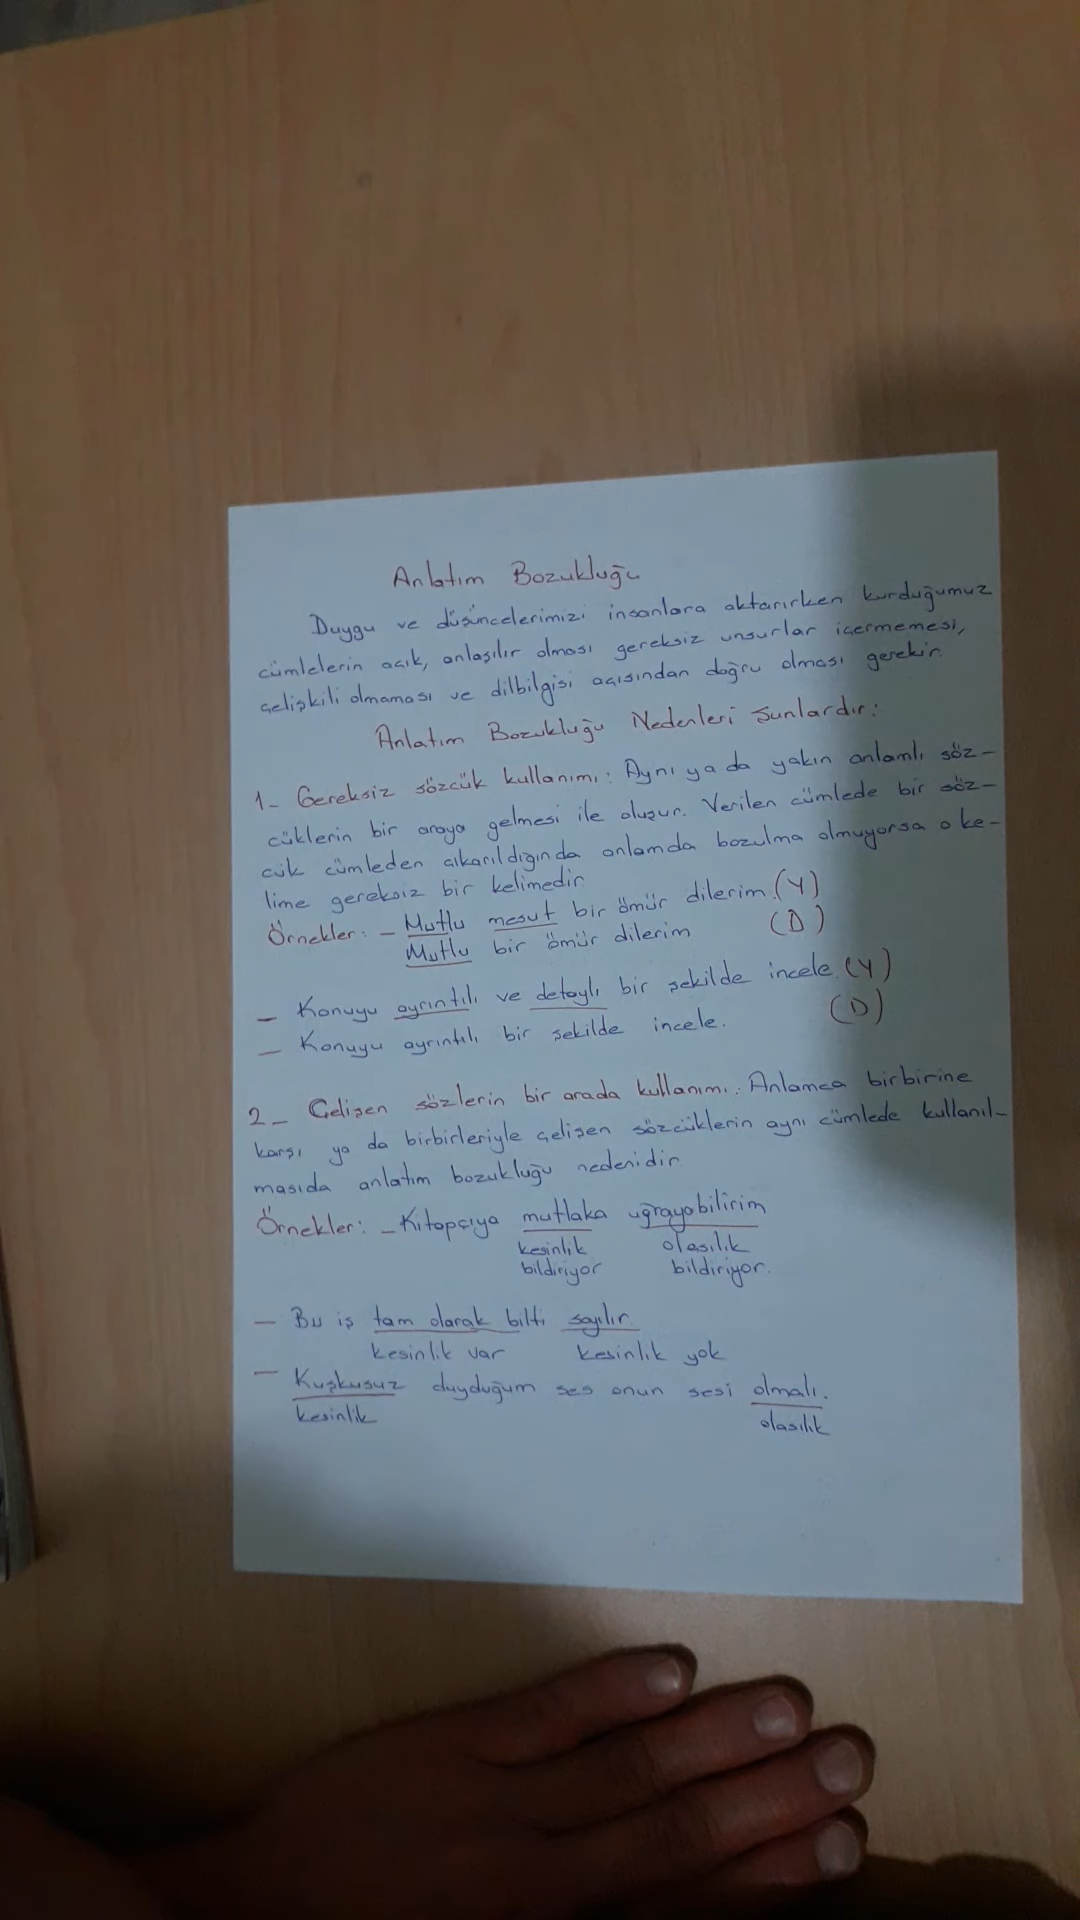 Anlatım Bozukluğu
Duygu ve düşüncelerimizi insanlara aktarırken kurduğumuz
cümlelerin açık, anlaşılır olması gereksiz unsurlar içermemesi,
çelişkili olmaması ve dilbilgisi açısından doğru olması gerekir.
Anlatım Bozukluğu Nedenleri Şunlardır:
1- Gereksiz sözcük kullanımı: Aynı ya da yakın anlamlı söz-
cüklerin bir araya gelmesi ile oluşur. Verilen cümlede bir söz-
cük cümleden çıkarıldığında anlamda bozulma olmuyorsa o ke-
lime gereksiz bir kelimedir.
Örnekler: - Mutlu mesut bir ömür dilerim. (Y)
Mutlu bir ömür dilerim (D)
- Konuyu ayrıntılı ve detaylı bir şekilde incele. (Y)
- Konuyu ayrıntılı bir şekilde incele. (D)
2- Çelişen sözlerin bir arada kullanımı: Anlamca birbirine
karşı ya da birbirleriyle çelişen sözcüklerin aynı cümlede kullanıl-
masıda anlatım bozukluğu nedenidir.
Örnekler: - Kitapçıya mutlaka uğrayabilirim
kesinlik olasılık
bildiriyor bildiriyor.
- Bu iş tam olarak bitti sayılır.
kesinlik var kesinlik yok
- Kuşkusuz duyduğum ses onun sesi olmalı.
kesinlik olasılık